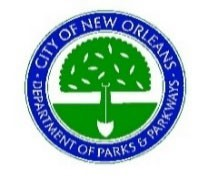 CITY OF NEW ORLEANS
DEPARTMENT OF PARKS & PARKWAYS